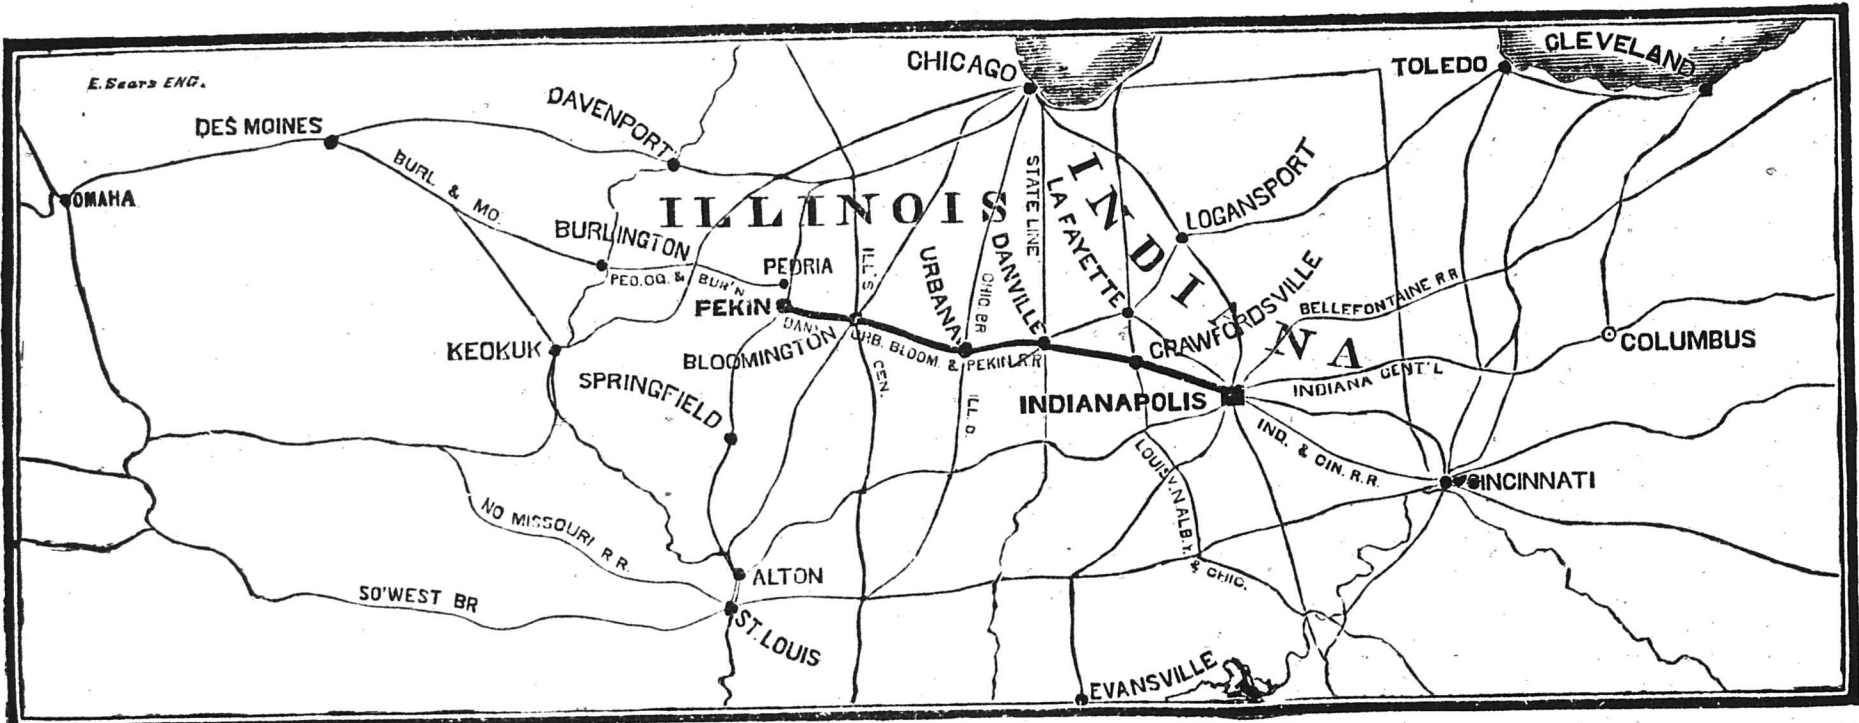 E. Sears ENG.
CHICAGO
TOLEDO
CLEVELAND
DAVENPORT
DES MOINES
OMAHA
BURL. & MO.
ILLINOIS
INDIANA
STATE LINE
LA FAYETTE
LOGANSPORT
BURLINGTON
PEO. OQ. & BUR'N
PEORIA
PEKIN
ILL'S
CEN.
URBANA
CHIC. BR
DANVILLE
CRAWFORDSVILLE
BELLEFONTAINE R.R
COLUMBUS
KEOKUK
BLOOMINGTON
DAN'
URB. BLOOM. & PEKIN R.R
SPRINGFIELD
INDIANAPOLIS
INDIANA CENT'L
IND. & CIN. R.R.
CINCINNATI
LOUISV. N ALB.Y. & CHIC.
NO MISSOURI R.R.
SO'WEST BR
ALTON
ST. LOUIS
EVANSVILLE